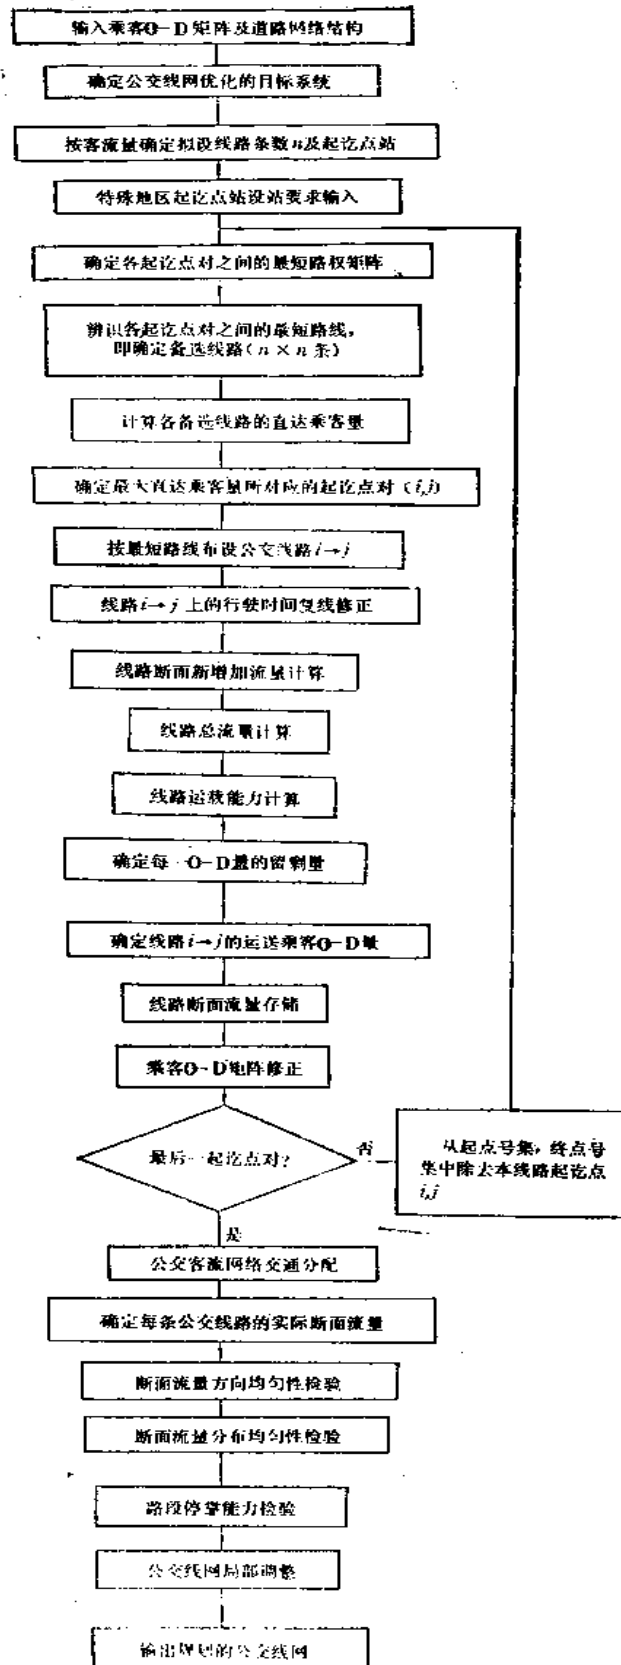 输入乘客O-D矩阵及道路网络结构
确定公交线网优化的目标系统
按客流量确定拟设线路条数n及起讫点站
特殊地区起讫点站设站要求输入
确定各起讫点对之间的最短路权矩阵
辨识各起讫点对之间的最短路线,
即确定备选线路(n×n条)
计算各备选线路的直达乘客量
确定最大直达乘客量所对应的起讫点对(i,j)
按最短路线布设公交线路i→j
线路i→j上的行驶时间复线修正
线路断面新增加流量计算
线路总流量计算
线路运载能力计算
确定每一O-D量的留剩量
确定线路i→j的运送乘客O-D量
线路断面流量存储
乘客O-D矩阵修正
最后一起讫点对?
否
从起点号集,终点号
集中除去本线路起讫点
i,j
是
公交客流网络交通分配
确定每条公交线路的实际断面流量
断面流量方向均匀性检验
断面流量分布均匀性检验
路段停靠能力检验
公交线网局部调整
输出规划的公交线网